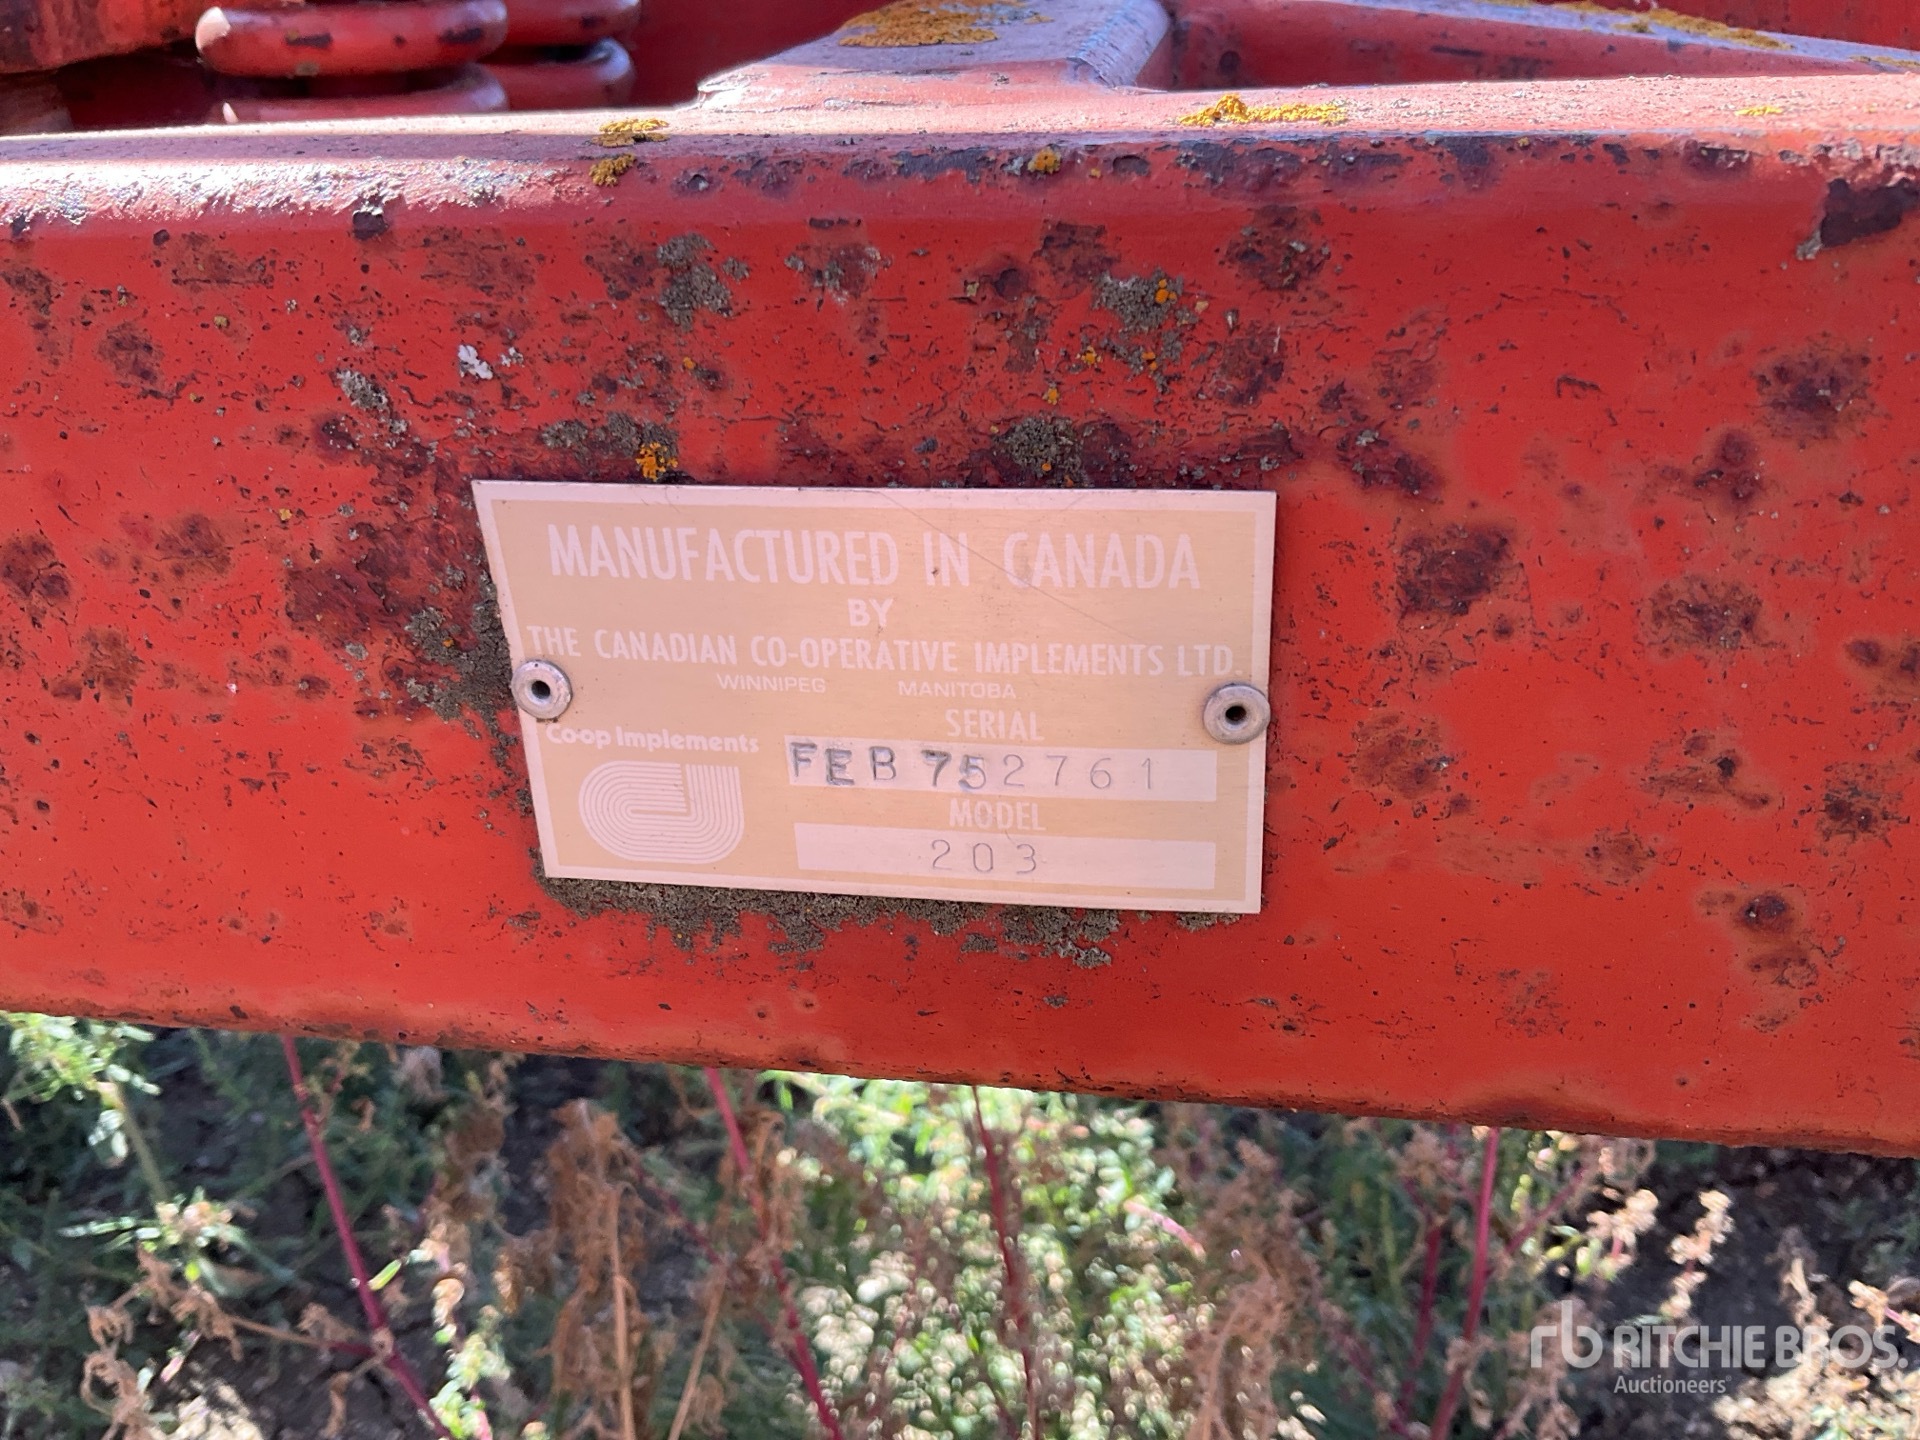 MANUFACTURED IN CANADA
BY
THE CANADIAN CO-OPERATIVE IMPLEMENTS LTD.
WINNIPEG MANITOBA
SERIAL
Co-op Implements
FEB 752761
MODEL
203
rb RITCHIE BROS.
Auctioneers